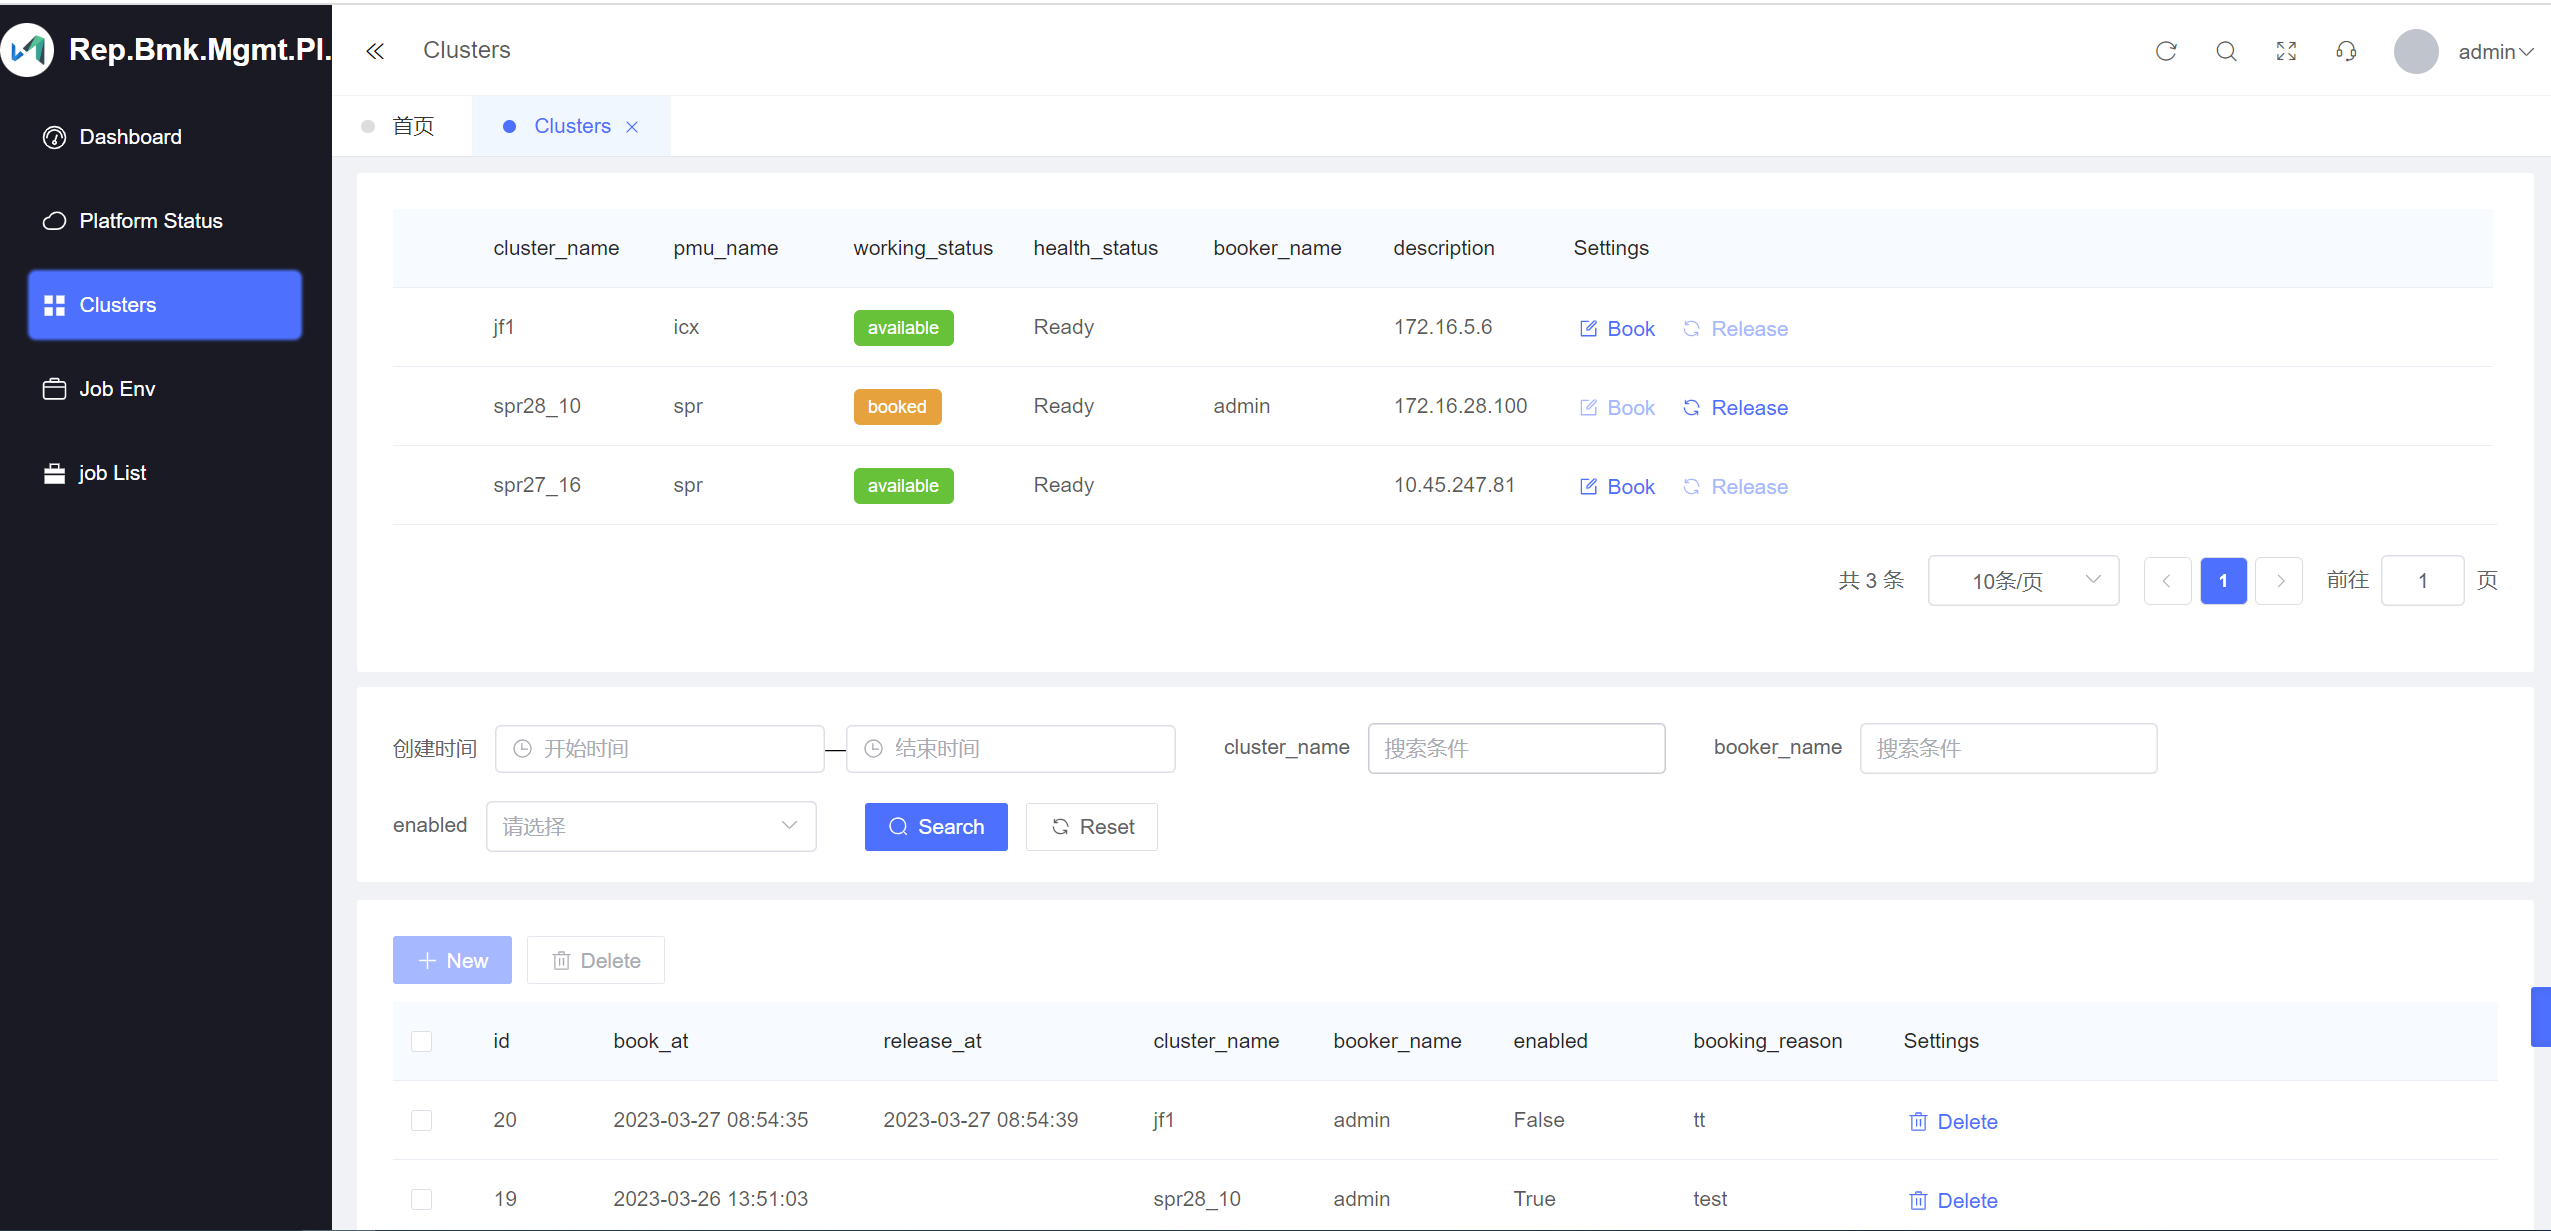 Rep.Bmk.Mgmt.Pl.
Clusters
admin
Dashboard
Platform Status
Clusters
Job Env
job List
首页
Clusters
cluster_name pmu_name working_status health_status booker_name description Settings
jf1 icx available Ready 172.16.5.6 Book Release
spr28_10 spr booked Ready admin 172.16.28.100 Book Release
spr27_16 spr available Ready 10.45.247.81 Book Release
共 3 条 10条/页 1 前往 1 页
创建时间 开始时间 — 结束时间 cluster_name 搜索条件 booker_name 搜索条件
enabled 请选择 Search Reset
New Delete
id book_at release_at cluster_name booker_name enabled booking_reason Settings
20 2023-03-27 08:54:35 2023-03-27 08:54:39 jf1 admin False tt Delete
19 2023-03-26 13:51:03 spr28_10 admin True test Delete